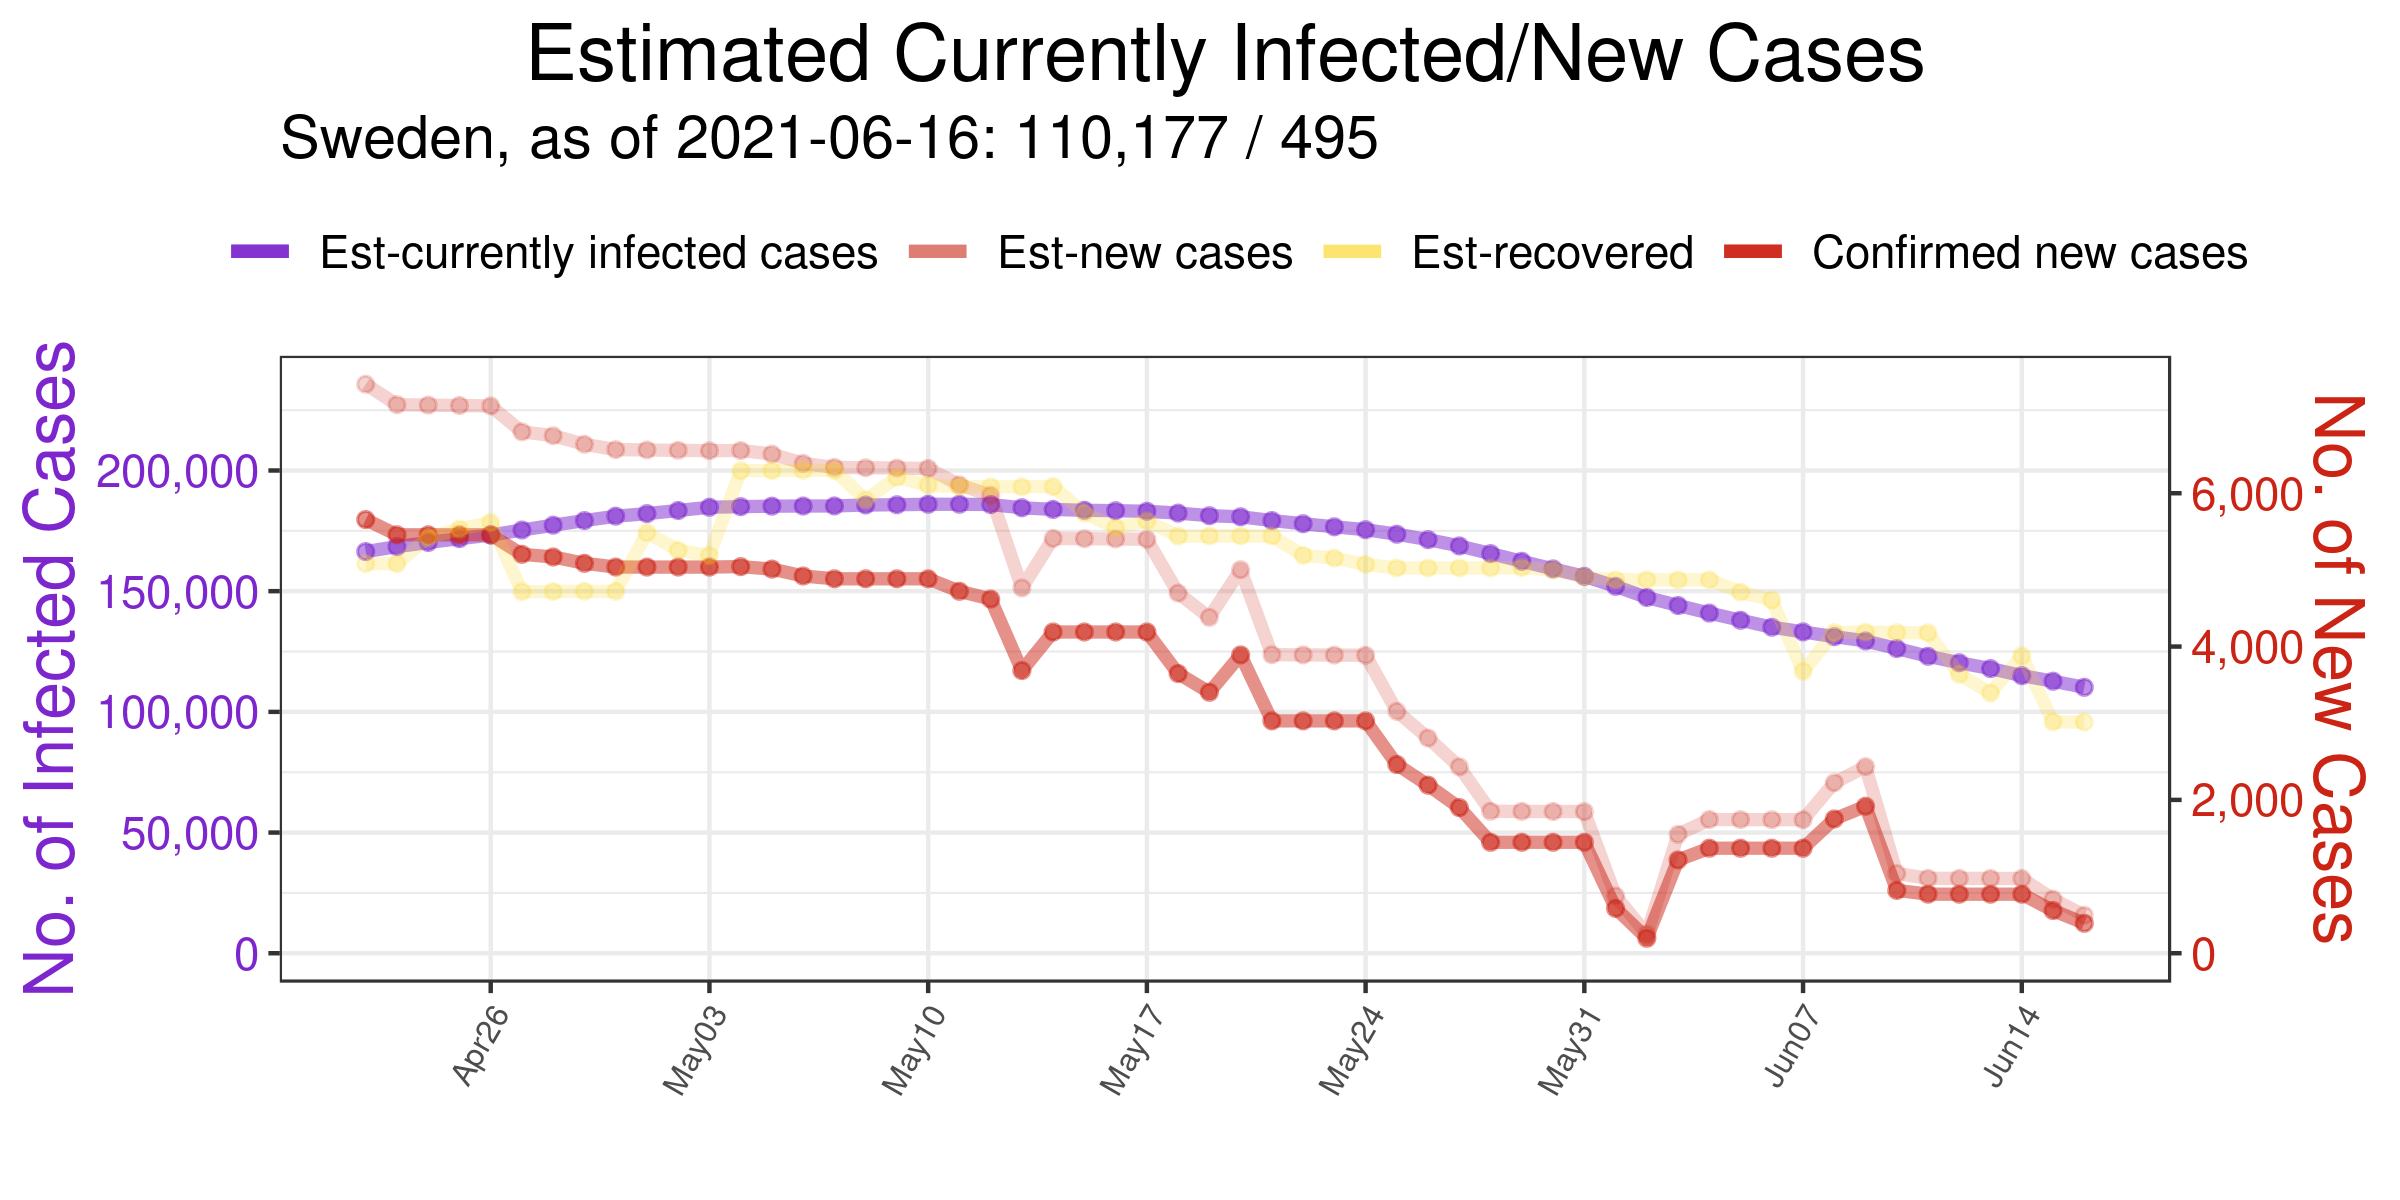 Estimated Currently Infected/New Cases
Sweden, as of 2021-06-16: 110,177 / 495
Est-currently infected cases Est-new cases Est-recovered Confirmed new cases
No. of Infected Cases
200,000
150,000
100,000
50,000
0
No. of New Cases
6,000
4,000
2,000
0
Apr26 May03 May10 May17 May24 May31 Jun07 Jun14